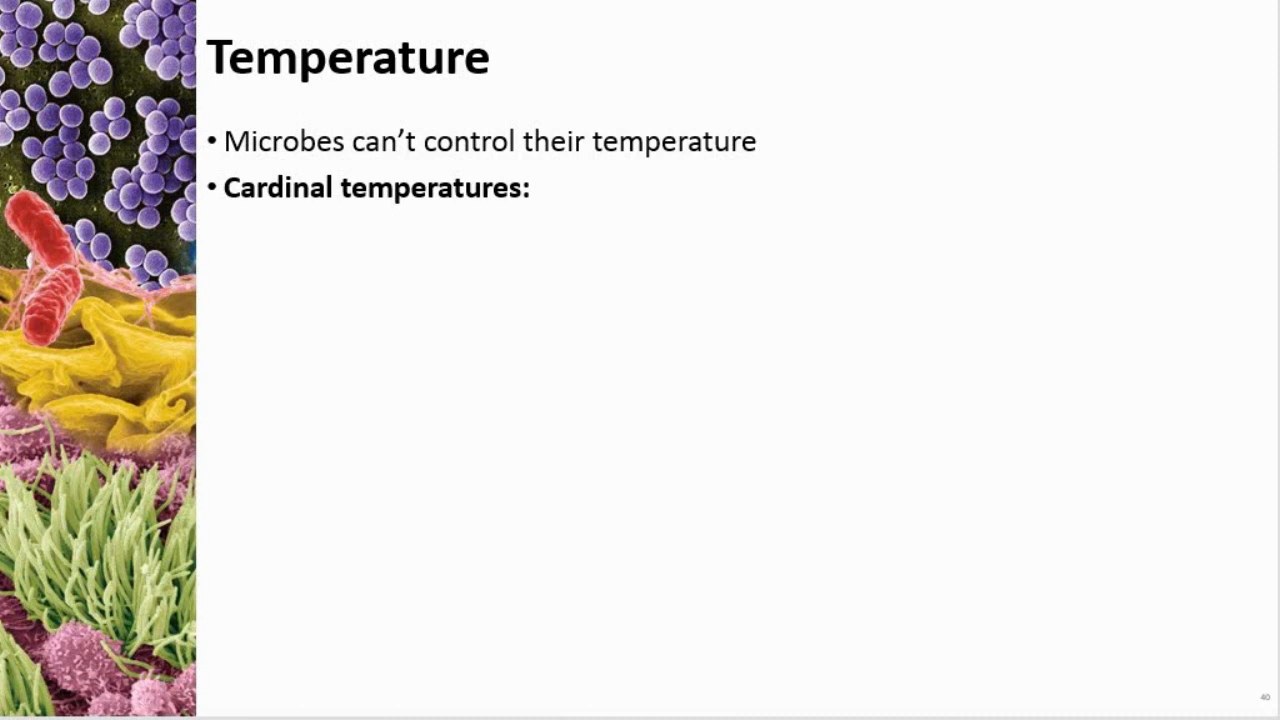 Temperature
• Microbes can’t control their temperature
• Cardinal temperatures:
40